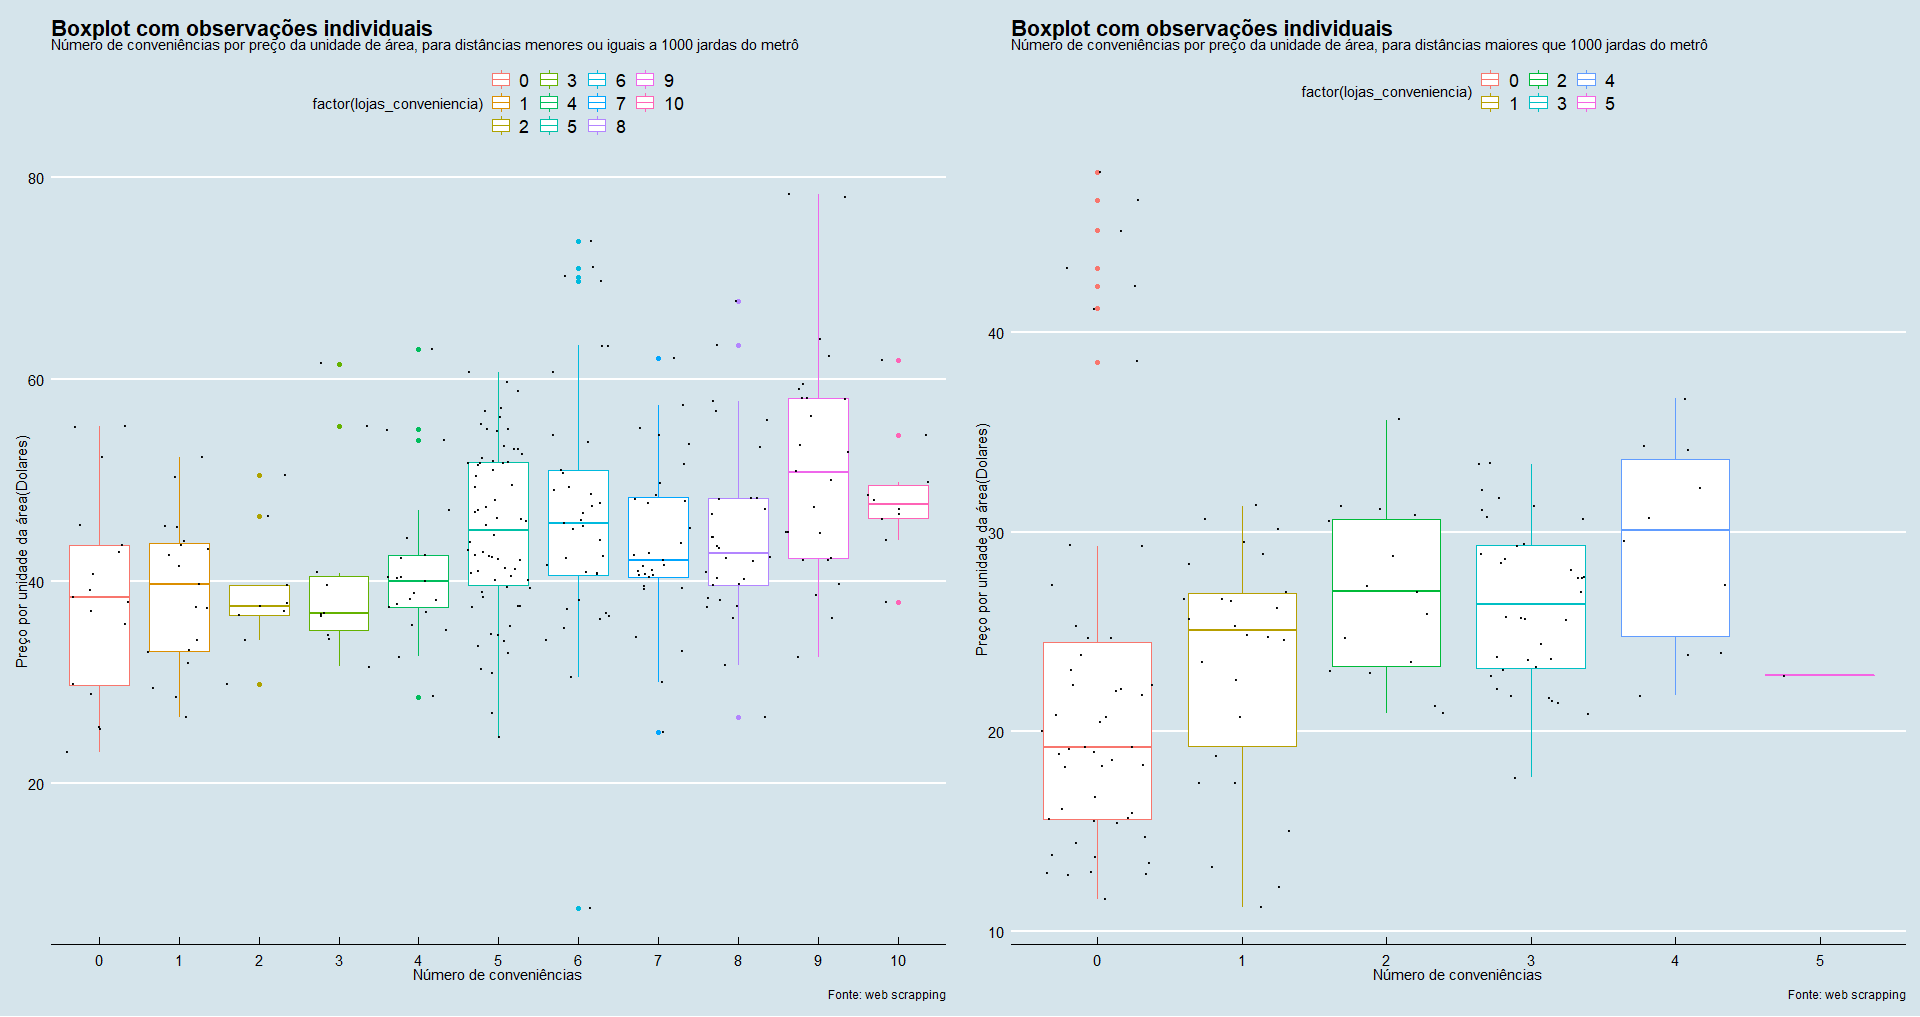 Boxplot com observações individuais
Número de conveniências por preço da unidade de área, para distâncias menores ou iguais a 1000 jardas do metrô
factor(lojas_conveniencia)
0 3 6 9
1 4 7 10
2 5 8
Preço por unidade da área(Dolares)
80
60
40
20
0 1 2 3 4 5 6 7 8 9 10
Número de conveniências
Fonte: web scrapping
Boxplot com observações individuais
Número de conveniências por preço da unidade de área, para distâncias maiores que 1000 jardas do metrô
factor(lojas_conveniencia)
0 2 4
1 3 5
Preço por unidade da área(Dolares)
40
30
20
10
0 1 2 3 4 5
Número de conveniências
Fonte: web scrapping